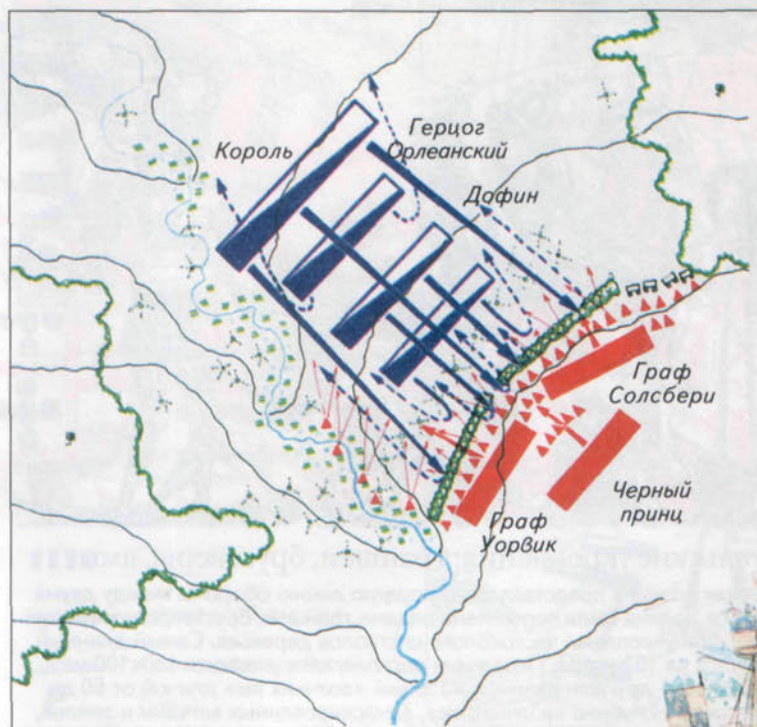 Король
Герцог
Орлеанский
Дофин
Граф
Солсбери
Черный
принц
Граф
Уорвик